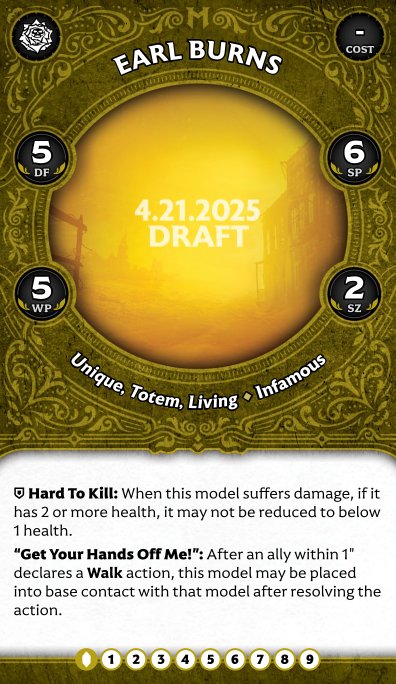 EARL BURNS
-
COST
5
DF
6
SP
4.21.2025
DRAFT
5
WP
2
SZ
Unique, Totem, Living ◆ Infamous
Hard To Kill: When this model suffers damage, if it
has 2 or more health, it may not be reduced to below
1 health.
“Get Your Hands Off Me!”: After an ally within 1"
declares a Walk action, this model may be placed
into base contact with that model after resolving the
action.
1 2 3 4 5 6 7 8 9